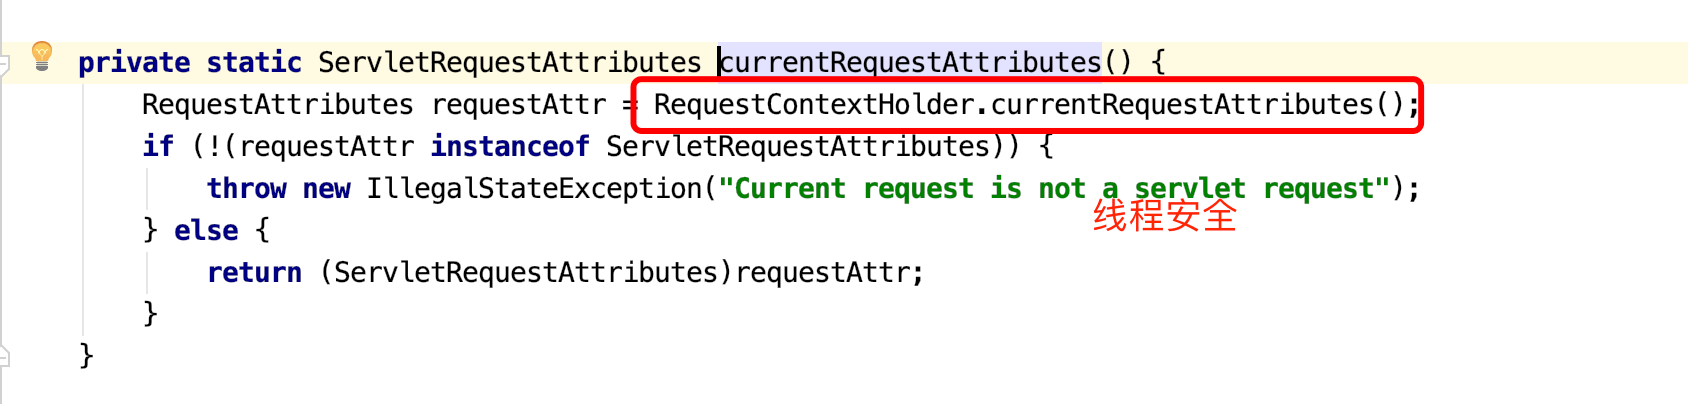 private static ServletRequestAttributes currentRequestAttributes() {
RequestAttributes requestAttr = RequestContextHolder.currentRequestAttributes();
if (!(requestAttr instanceof ServletRequestAttributes)) {
throw new IllegalStateException("Current request is not a servlet request");
线程安全
} else {
return (ServletRequestAttributes)requestAttr;
}
}